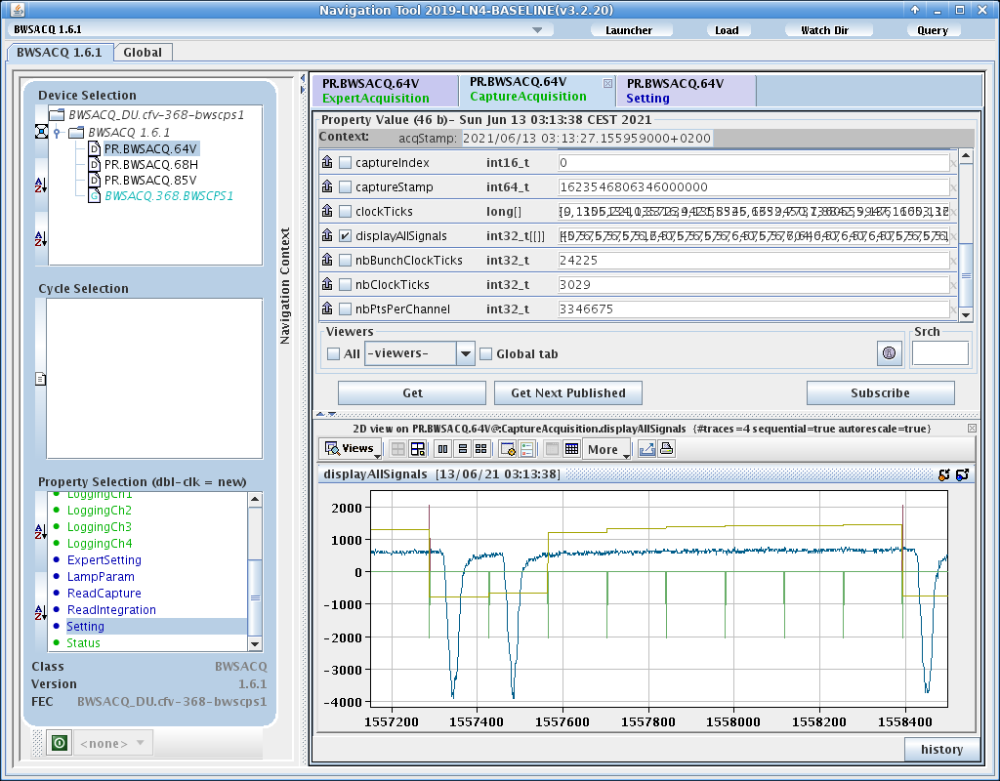 Navigation Tool 2019-LN4-BASELINE(v3.2.20)
BWSACQ 1.6.1
Launcher
Load
Watch Dir
Query
BWSACQ 1.6.1
Global
Device Selection
BWSACQ_DU.cfv-368-bwscps1
BWSACQ 1.6.1
PR.BWSACQ.64V
PR.BWSACQ.68H
PR.BWSACQ.85V
BWSACQ.368.BWSCPS1
Cycle Selection
Property Selection (dbl-clk = new)
LoggingCh1
LoggingCh2
LoggingCh3
LoggingCh4
ExpertSetting
LampParam
ReadCapture
ReadIntegration
Setting
Status
Class BWSACQ
Version 1.6.1
FEC BWSACQ_DU.cfv-368-bwscps1
<none>
Navigation Context
PR.BWSACQ.64V
ExpertAcquisition
PR.BWSACQ.64V
CaptureAcquisition
PR.BWSACQ.64V
Setting
Property Value (46 b)- Sun Jun 13 03:13:38 CEST 2021
Context: acqStamp: 2021/06/13 03:13:27.155959000+0200
captureIndex int16_t 0
captureStamp int64_t 1623546806346000000
clockTicks long[]
displayAllSignals int32_t[[]]
nbBunchClockTicks int32_t 24225
nbClockTicks int32_t 3029
nbPtsPerChannel int32_t 3346675
Viewers
All -viewers- Global tab
Srch
Get
Get Next Published
Subscribe
2D view on PR.BWSACQ.64V@:CaptureAcquisition.displayAllSignals {#traces=4 sequential=true autorescale=true}
Views
More
displayAllSignals [13/06/21 03:13:38]
2000
1000
0
-1000
-2000
-3000
-4000
1557200 1557400 1557600 1557800 1558000 1558200 1558400
history